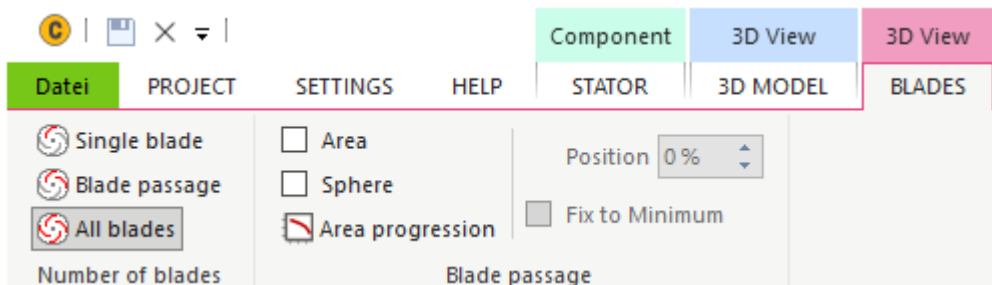 C
Component 3D View 3D View
Datei PROJECT SETTINGS HELP STATOR 3D MODEL BLADES
Single blade Area Position 0 %
Blade passage Sphere
Fix to Minimum
All blades Area progression
Number of blades Blade passage